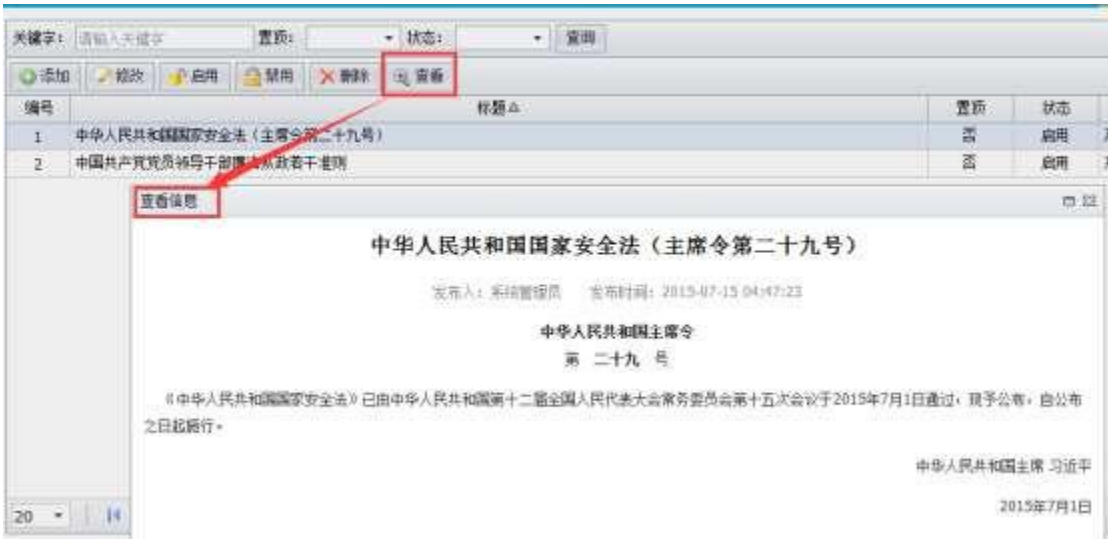 关键字： 请输入关键字 置顶： 状态： 查询
添加 修改 启用 禁用 删除 查看
编号 标题 置顶 状态
1 中华人民共和国国家安全法（主席令第二十九号） 否 启用
2 中国共产党党员领导干部廉洁从政若干准则 否 启用
查看信息
中华人民共和国国家安全法（主席令第二十九号）
发布人：系统管理员 发布时间：2015-07-15 04:47:23
中华人民共和国主席令
第 二十九 号
《中华人民共和国国家安全法》已由中华人民共和国第十二届全国人民代表大会常务委员会第十五次会议于2015年7月1日通过，现予公布，自公布
之日起施行。
中华人民共和国主席 习近平
2015年7月1日
20